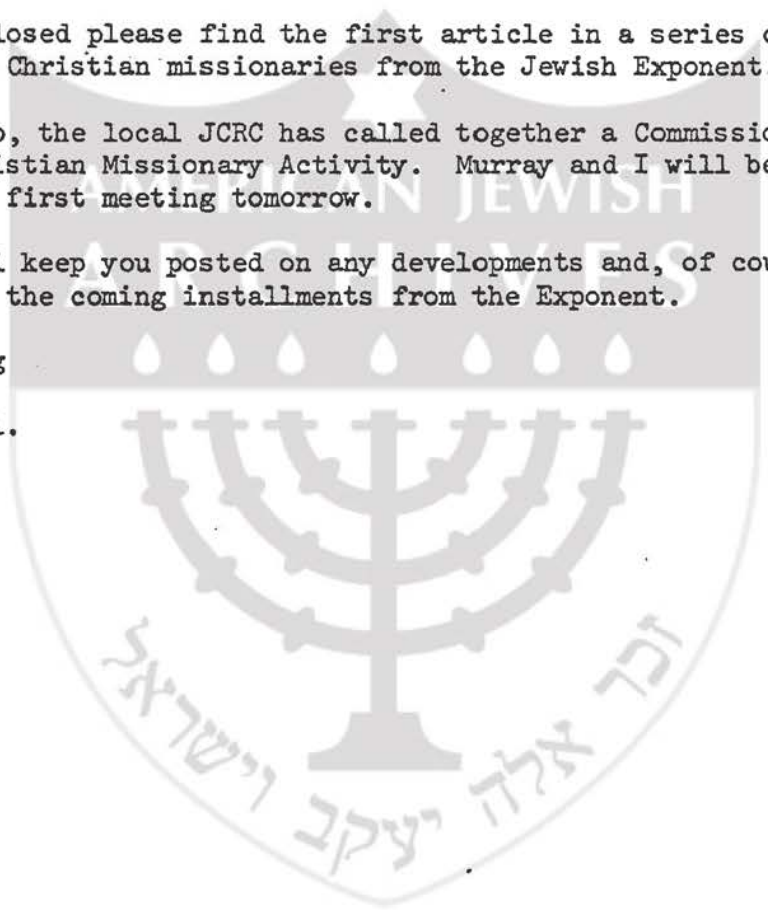 losed please find the first article in a series o
Christian missionaries from the Jewish Exponent.
o, the local JCRC has called together a Commissio
istian Missionary Activity. Murray and I will be
first meeting tomorrow.
l keep you posted on any developments and, of cou
the coming installments from the Exponent.
g
l.
AMERICAN JEWISH
ARCHIVES
זכר אלה יעקב וישראל